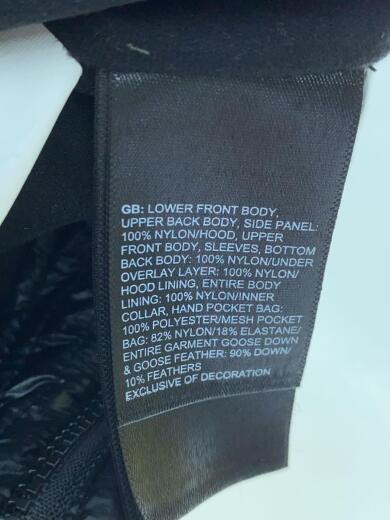 GB: LOWER FRONT BODY,
UPPER BACK BODY, SIDE PANEL:
100% NYLON/HOOD, UPPER
FRONT BODY, SLEEVES, BOTTOM
BACK BODY: 100% NYLON/UNDER
OVERLAY LAYER: 100% NYLON/
HOOD LINING, ENTIRE BODY
LINING: 100% NYLON/INNER
COLLAR, HAND POCKET BAG:
100% POLYESTER/MESH POCKET
BAG: 82% NYLON/18% ELASTANE/
ENTIRE GARMENT GOOSE DOWN
& GOOSE FEATHER: 90% DOWN/
10% FEATHERS
EXCLUSIVE OF DECORATION